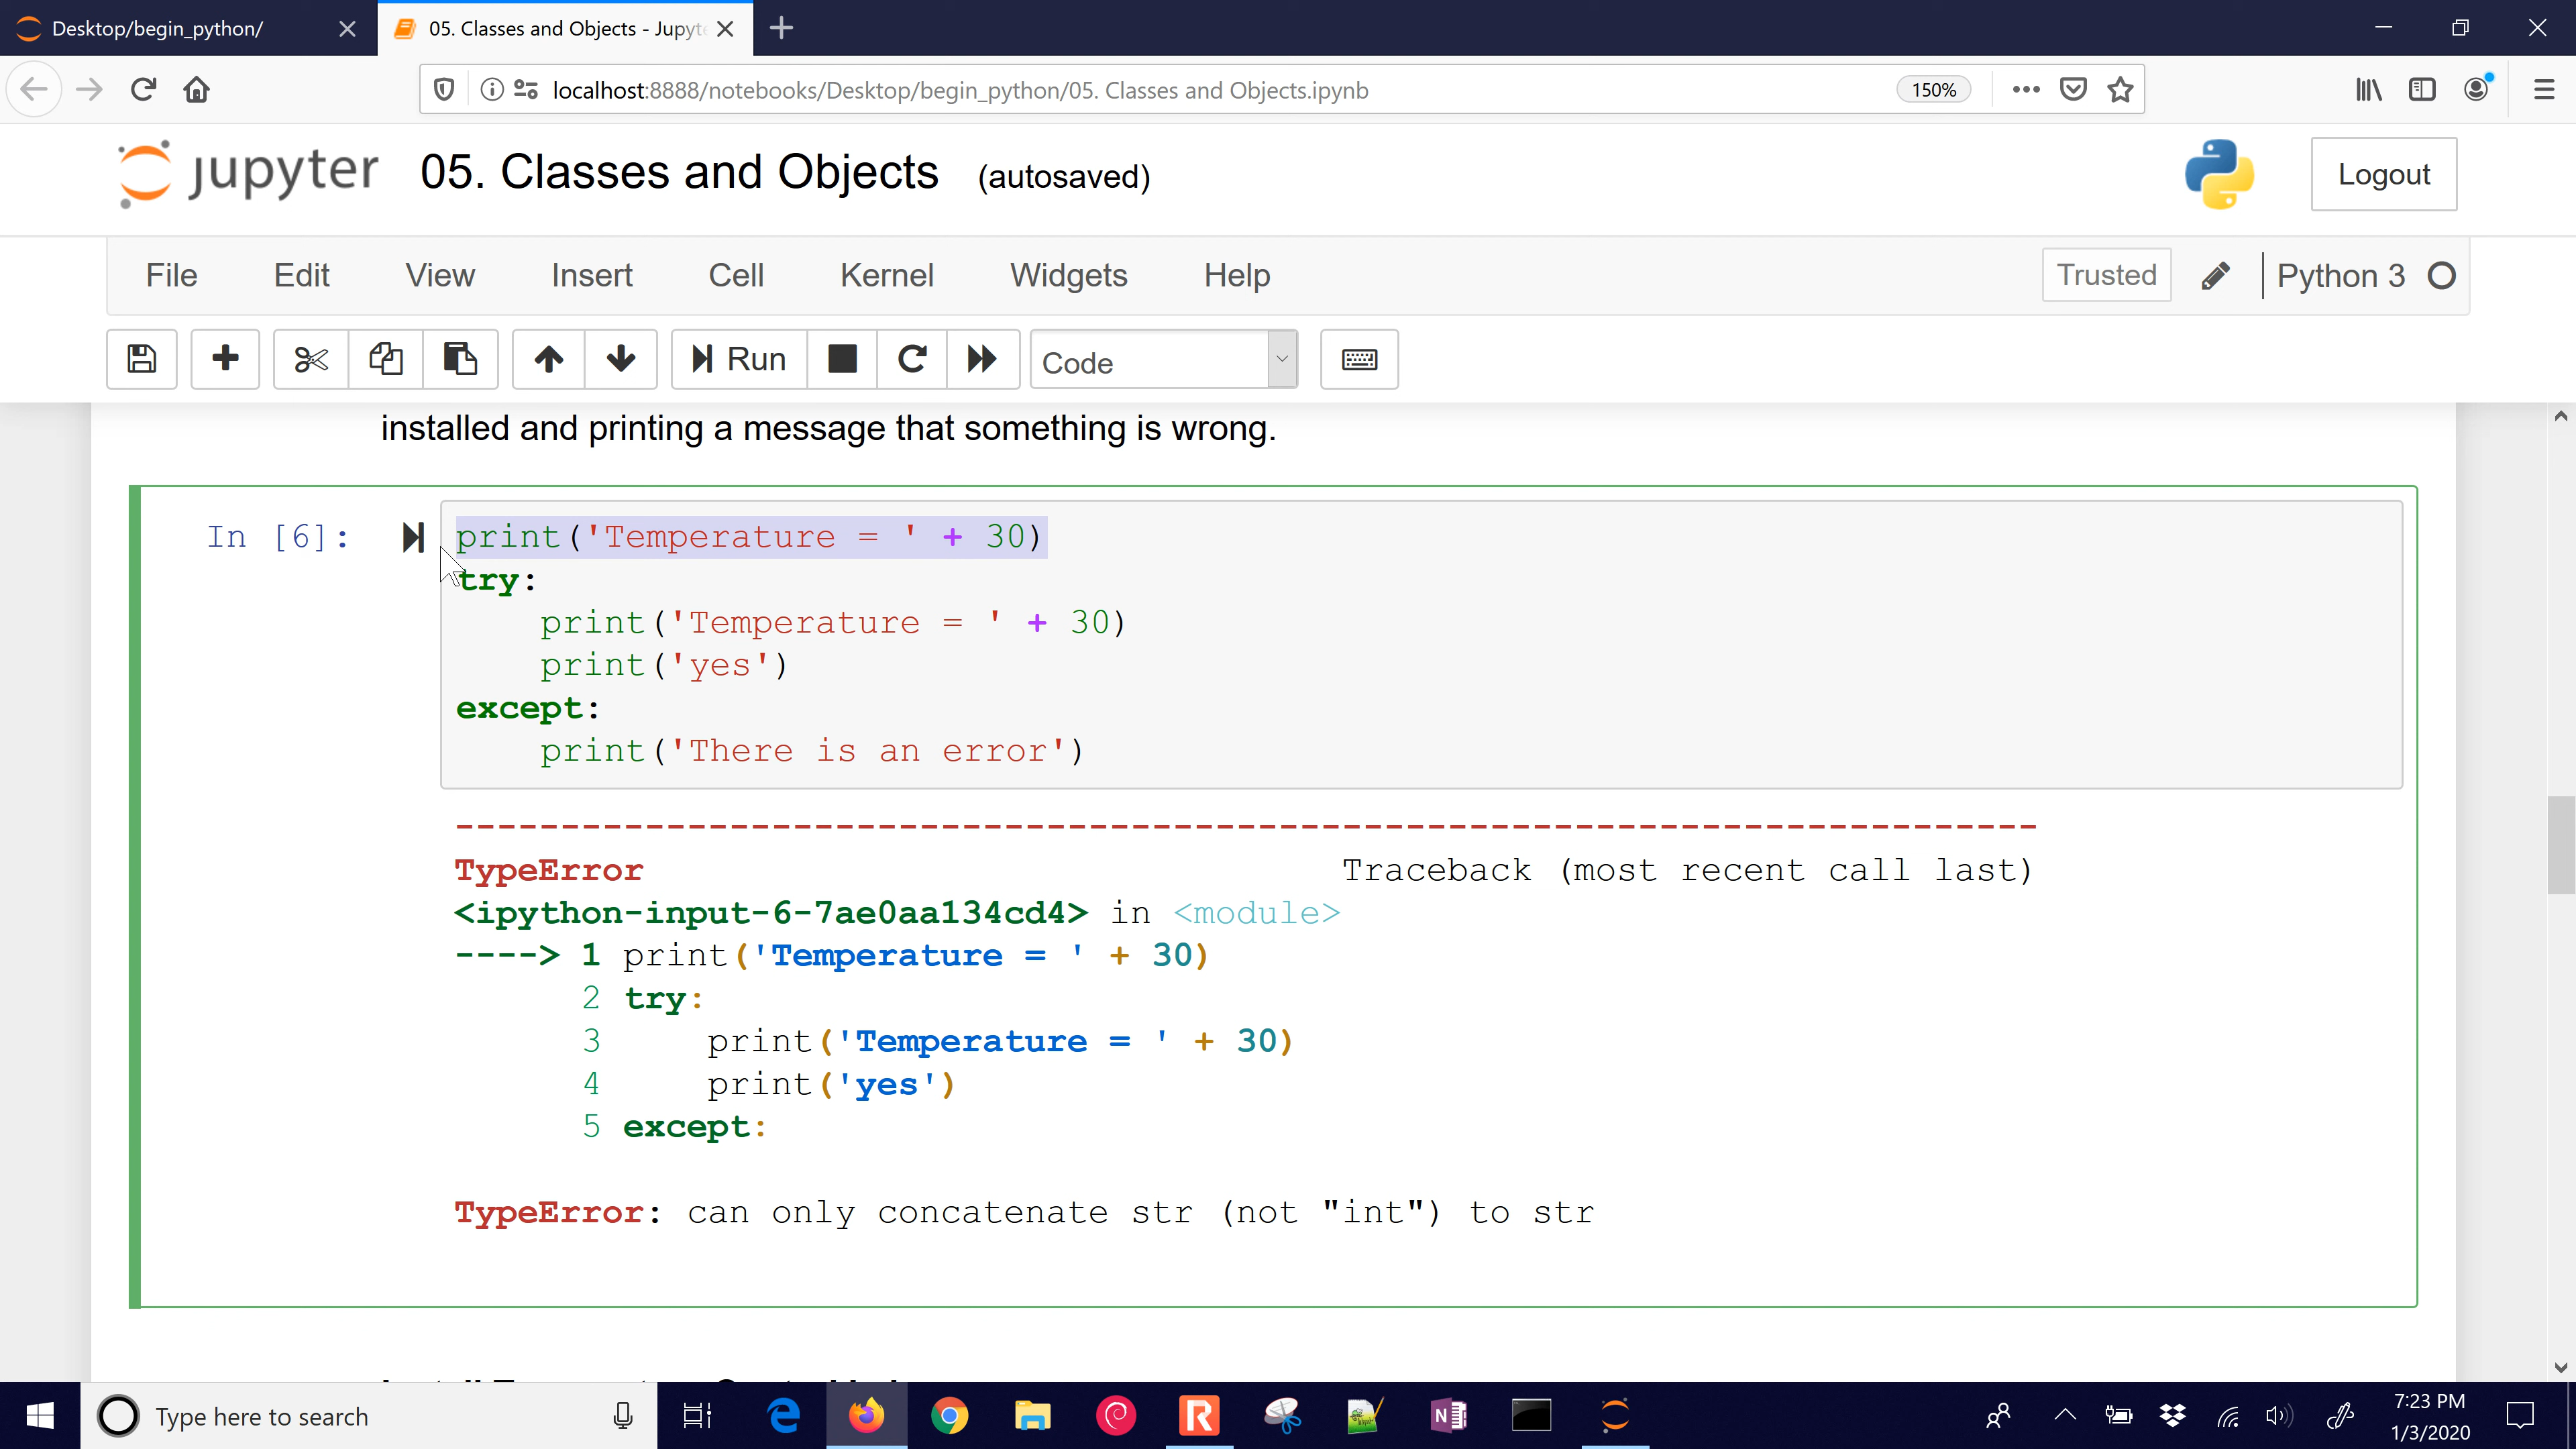 Desktop/begin_python/
05. Classes and Objects - Jupyt
localhost:8888/notebooks/Desktop/begin_python/05. Classes and Objects.ipynb
150%
jupyter
05. Classes and Objects (autosaved)
Logout
File Edit View Insert Cell Kernel Widgets Help
Trusted
Python 3
Run
Code
installed and printing a message that something is wrong.
In [6]:
print('Temperature = ' + 30)
try:
    print('Temperature = ' + 30)
    print('yes')
except:
    print('There is an error')
---------------------------------------------------------------------------
TypeError Traceback (most recent call last)
<ipython-input-6-7ae0aa134cd4> in <module>
----> 1 print('Temperature = ' + 30)
      2 try:
      3     print('Temperature = ' + 30)
      4     print('yes')
      5 except:
TypeError: can only concatenate str (not "int") to str
Type here to search
7:23 PM
1/3/2020